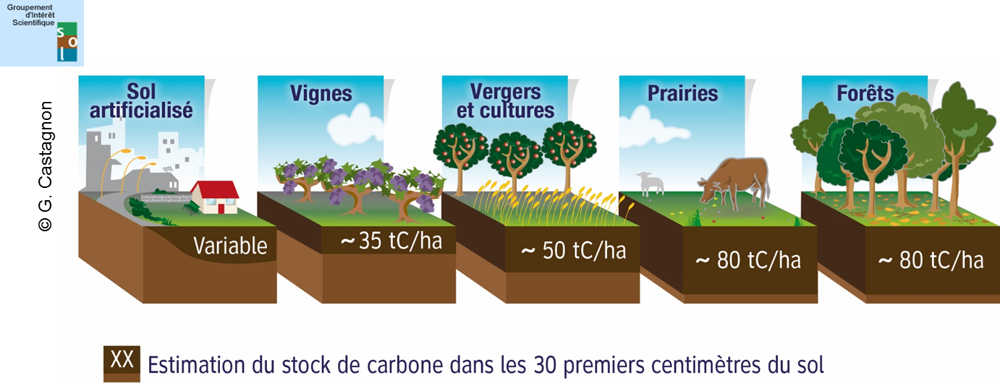 Groupement
d'Intérêt
Scientifique
s
o
l
© G. Castagnon
Sol
artificialisé
Vignes
Vergers
et cultures
Prairies
Forêts
Variable
~ 35 tC/ha
~ 50 tC/ha
~ 80 tC/ha
~ 80 tC/ha
XX
Estimation du stock de carbone dans les 30 premiers centimètres du sol